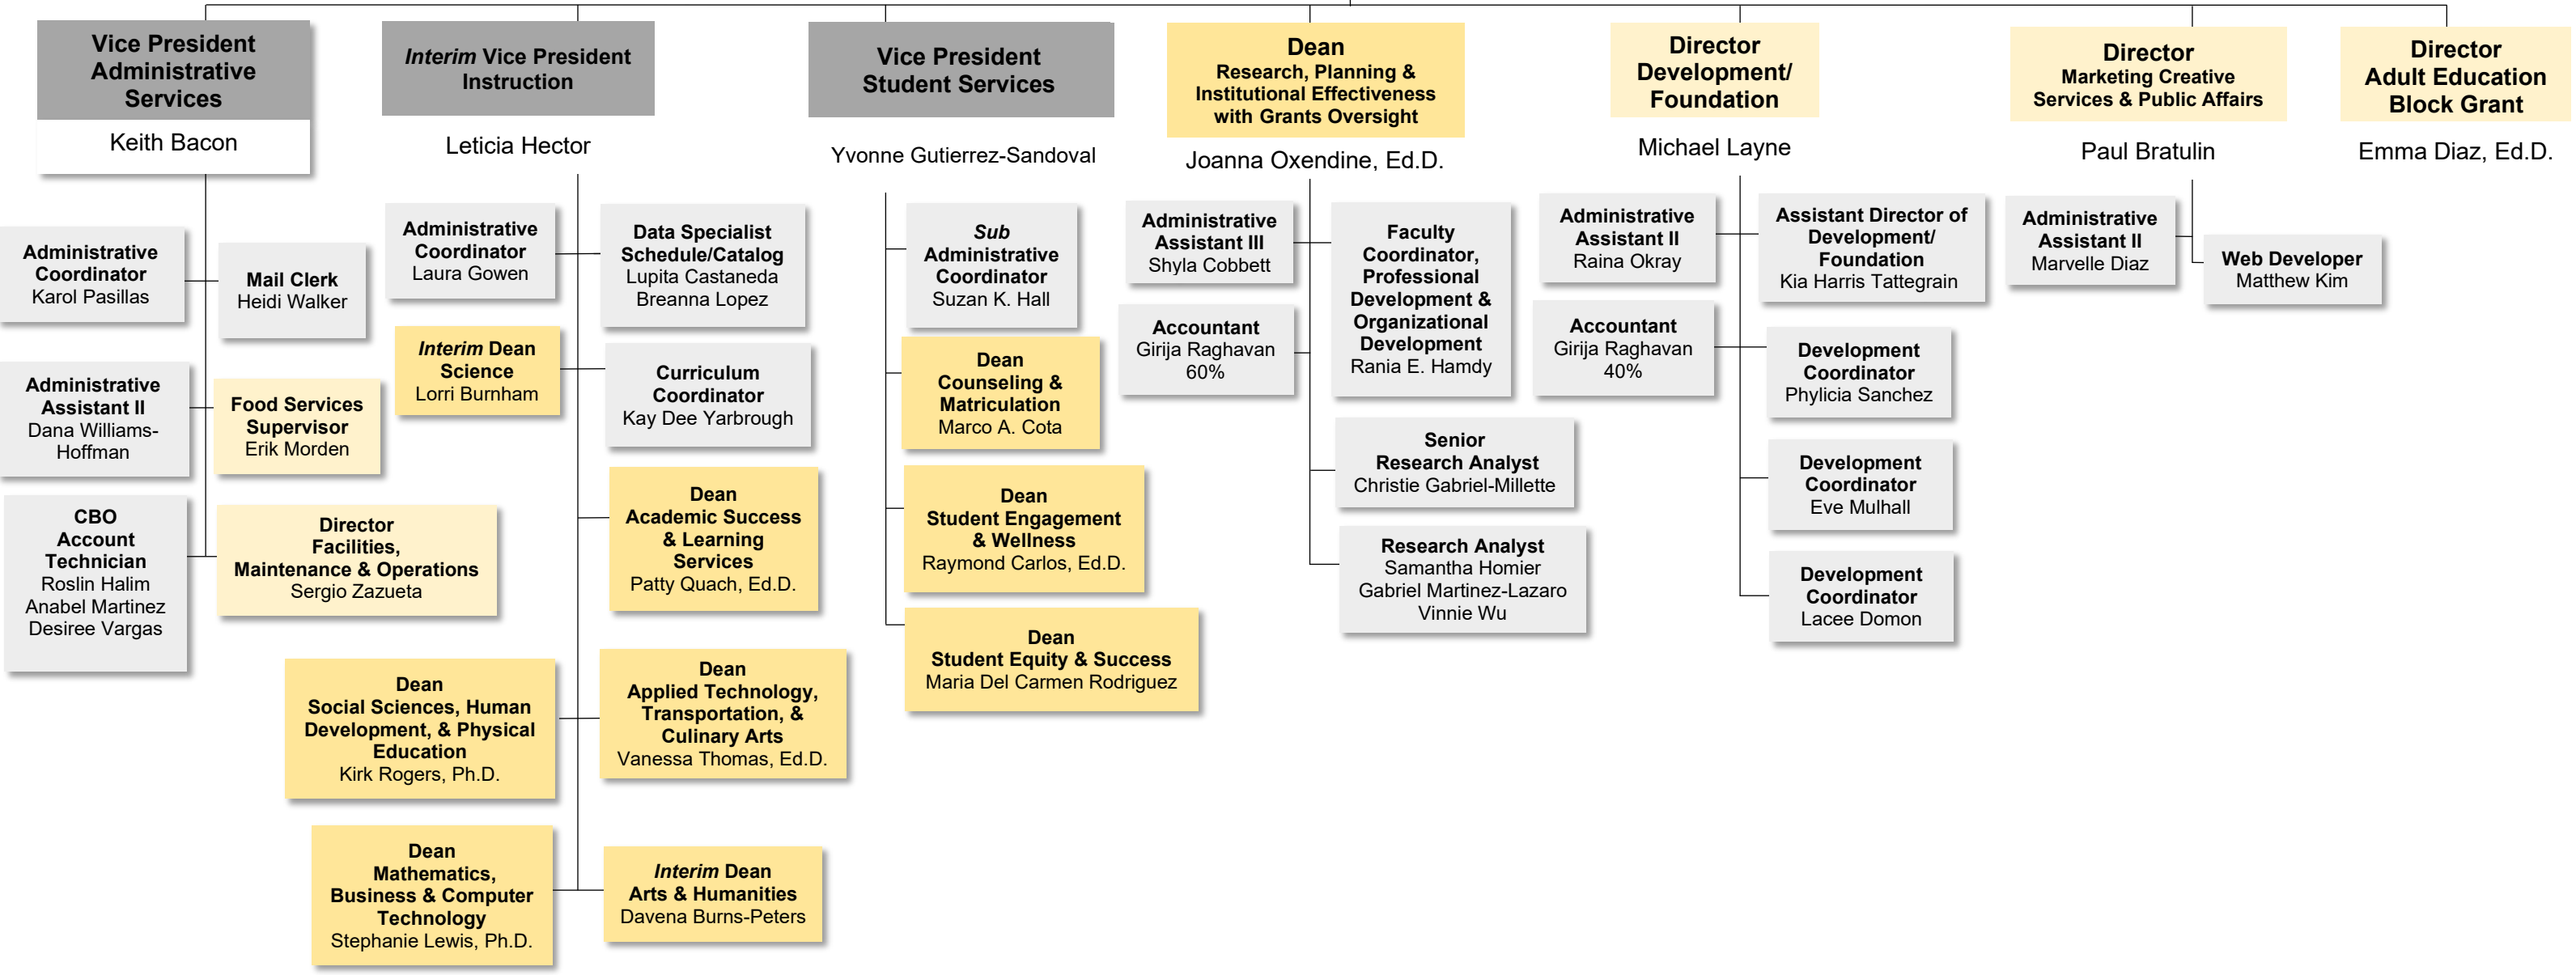 Vice President
Administrative
Services
Keith Bacon
Administrative
Coordinator
Karol Pasillas
Mail Clerk
Heidi Walker
Administrative
Assistant II
Dana Williams-
Hoffman
Food Services
Supervisor
Erik Morden
CBO
Account
Technician
Roslin Halim
Anabel Martinez
Desiree Vargas
Director
Facilities,
Maintenance & Operations
Sergio Zazueta
Interim Vice President
Instruction
Leticia Hector
Administrative
Coordinator
Laura Gowen
Data Specialist
Schedule/Catalog
Lupita Castaneda
Breanna Lopez
Interim Dean
Science
Lorri Burnham
Curriculum
Coordinator
Kay Dee Yarbrough
Dean
Academic Success
& Learning
Services
Patty Quach, Ed.D.
Dean
Social Sciences, Human
Development, & Physical
Education
Kirk Rogers, Ph.D.
Dean
Applied Technology,
Transportation, &
Culinary Arts
Vanessa Thomas, Ed.D.
Dean
Mathematics,
Business & Computer
Technology
Stephanie Lewis, Ph.D.
Interim Dean
Arts & Humanities
Davena Burns-Peters
Vice President
Student Services
Yvonne Gutierrez-Sandoval
Sub
Administrative
Coordinator
Suzan K. Hall
Dean
Counseling &
Matriculation
Marco A. Cota
Dean
Student Engagement
& Wellness
Raymond Carlos, Ed.D.
Dean
Student Equity & Success
Maria Del Carmen Rodriguez
Dean
Research, Planning &
Institutional Effectiveness
with Grants Oversight
Joanna Oxendine, Ed.D.
Administrative
Assistant III
Shyla Cobbett
Faculty
Coordinator,
Professional
Development &
Organizational
Development
Rania E. Hamdy
Accountant
Girija Raghavan
60%
Senior
Research Analyst
Christie Gabriel-Millette
Research Analyst
Samantha Homier
Gabriel Martinez-Lazaro
Vinnie Wu
Director
Development/
Foundation
Michael Layne
Administrative
Assistant II
Raina Okray
Assistant Director of
Development/
Foundation
Kia Harris Tattegrain
Accountant
Girija Raghavan
40%
Development
Coordinator
Phylicia Sanchez
Development
Coordinator
Eve Mulhall
Development
Coordinator
Lacee Domon
Director
Marketing Creative
Services & Public Affairs
Paul Bratulin
Administrative
Assistant II
Marvelle Diaz
Web Developer
Matthew Kim
Director
Adult Education
Block Grant
Emma Diaz, Ed.D.